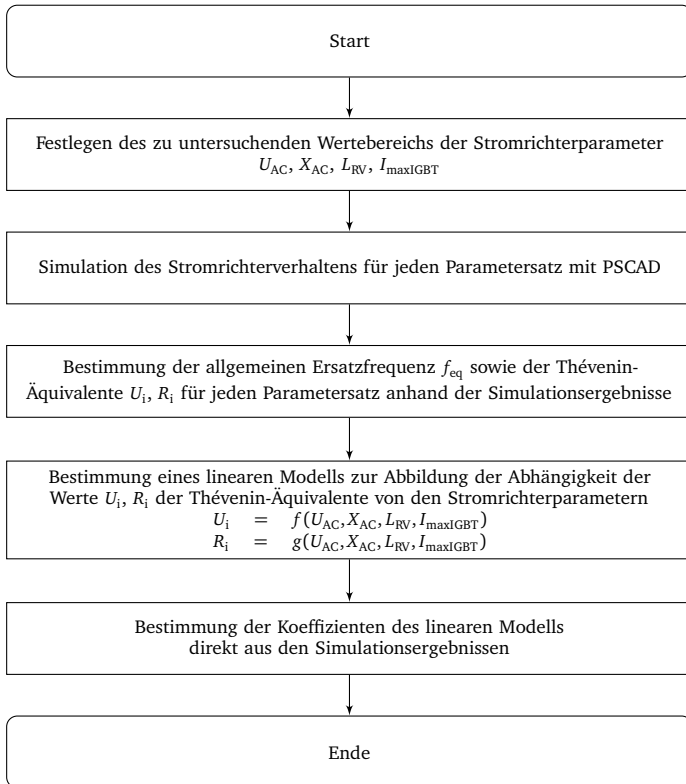 Start
Festlegen des zu untersuchenden Wertebereichs der Stromrichterparameter
U_AC, X_AC, L_RV, I_maxIGBT
Simulation des Stromrichterverhaltens für jeden Parametersatz mit PSCAD
Bestimmung der allgemeinen Ersatzfrequenz f_eq sowie der Thévenin-
Äquivalente U_i, R_i für jeden Parametersatz anhand der Simulationsergebnisse
Bestimmung eines linearen Modells zur Abbildung der Abhängigkeit der
Werte U_i, R_i der Thévenin-Äquivalente von den Stromrichterparametern
U_i = f(U_AC, X_AC, L_RV, I_maxIGBT)
R_i = g(U_AC, X_AC, L_RV, I_maxIGBT)
Bestimmung der Koeffizienten des linearen Modells
direkt aus den Simulationsergebnissen
Ende